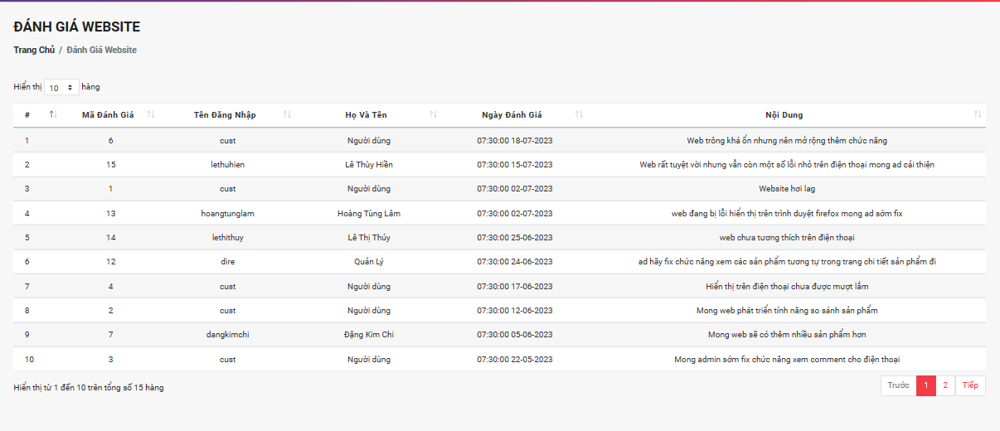 ĐÁNH GIÁ WEBSITE
Trang Chủ / Đánh Giá Website
Hiển thị 10 hàng
# Mã Đánh Giá Tên Đăng Nhập Họ Và Tên Ngày Đánh Giá Nội Dung
1 6 cust Người dùng 07:30:00 18-07-2023 Web trông khá ổn nhưng nên mở rộng thêm chức năng
2 15 lethuhien Lê Thùy Hiền 07:30:00 15-07-2023 Web rất tuyệt vời nhưng vẫn còn một số lỗi nhỏ trên điện thoại mong ad cải thiện
3 1 cust Người dùng 07:30:00 02-07-2023 Website hơi lag
4 13 hoangtunglam Hoàng Tùng Lâm 07:30:00 02-07-2023 web đang bị lỗi hiển thị trên trình duyệt firefox mong ad sớm fix
5 14 lethithuy Lê Thị Thúy 07:30:00 25-06-2023 web chưa tương thích trên điện thoại
6 12 dire Quản Lý 07:30:00 24-06-2023 ad hãy fix chức năng xem các sản phẩm tương tự trong trang chi tiết sản phẩm đi
7 4 cust Người dùng 07:30:00 17-06-2023 Hiển thị trên điện thoại chưa được mượt lắm
8 2 cust Người dùng 07:30:00 12-06-2023 Mong web phát triển tính năng so sánh sản phẩm
9 7 dangkimchi Đặng Kim Chi 07:30:00 05-06-2023 Mong web sẽ có thêm nhiều sản phẩm hơn
10 3 cust Người dùng 07:30:00 22-05-2023 Mong admin sớm fix chức năng xem comment cho điện thoại
Hiển thị từ 1 đến 10 trên tổng số 15 hàng
Trước 1 2 Tiếp